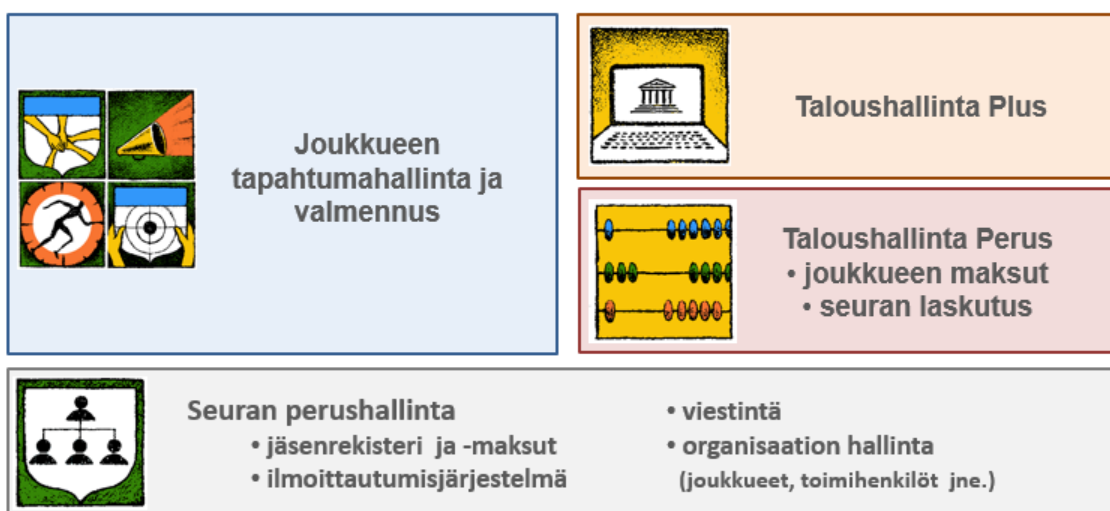 Joukkueen
tapahtumahallinta ja
valmennus
Taloushallinta Plus
Taloushallinta Perus
• joukkueen maksut
• seuran laskutus
Seuran perushallinta
• jäsenrekisteri ja -maksut
• ilmoittautumisjärjestelmä
• viestintä
• organisaation hallinta
(joukkueet, toimihenkilöt jne.)